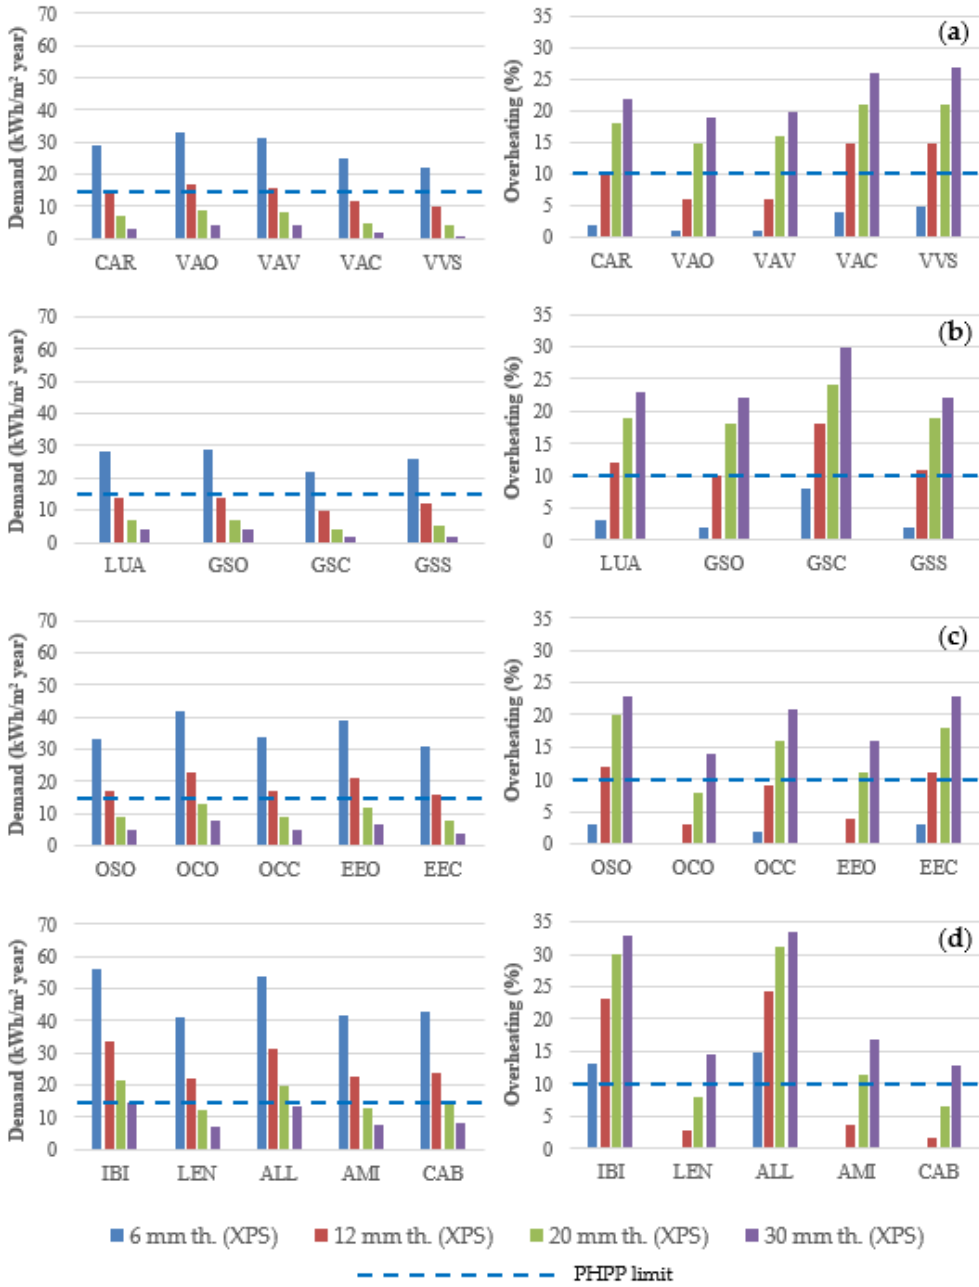 Demand (kWh/m² year)
70
60
50
40
30
20
10
0
CAR VAO VAV VAC VVS
Overheating (%)
35
30
25
20
15
10
5
0
CAR VAO VAV VAC VVS
(a)
Demand (kWh/m² year)
70
60
50
40
30
20
10
0
LUA GSO GSC GSS
Overheating (%)
35
30
25
20
15
10
5
0
LUA GSO GSC GSS
(b)
Demand (kWh/m² year)
70
60
50
40
30
20
10
0
OSO OCO OCC EEO EEC
Overheating (%)
35
30
25
20
15
10
5
0
OSO OCO OCC EEO EEC
(c)
Demand (kWh/m² year)
70
60
50
40
30
20
10
0
IBI LEN ALL AMI CAB
Overheating (%)
35
30
25
20
15
10
5
0
IBI LEN ALL AMI CAB
(d)
6 mm th. (XPS) 12 mm th. (XPS) 20 mm th. (XPS) 30 mm th. (XPS)
PHPP limit